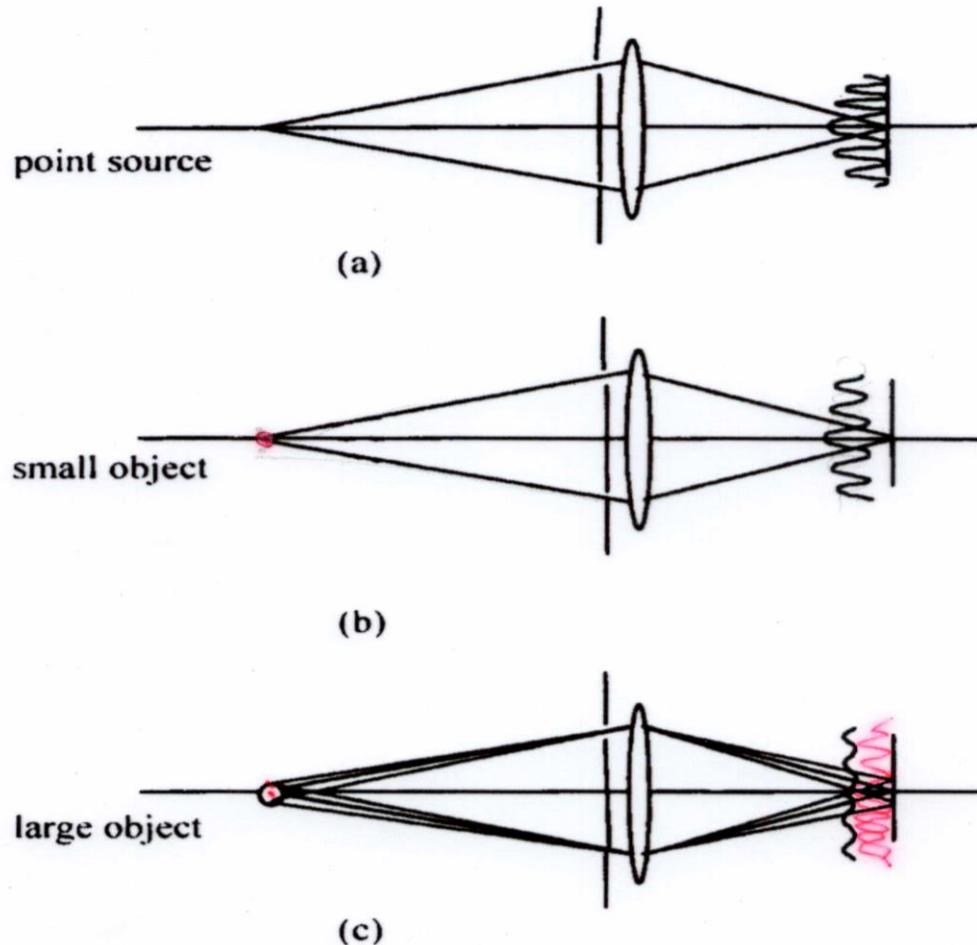 point source
(a)
small object
(b)
large object
(c)